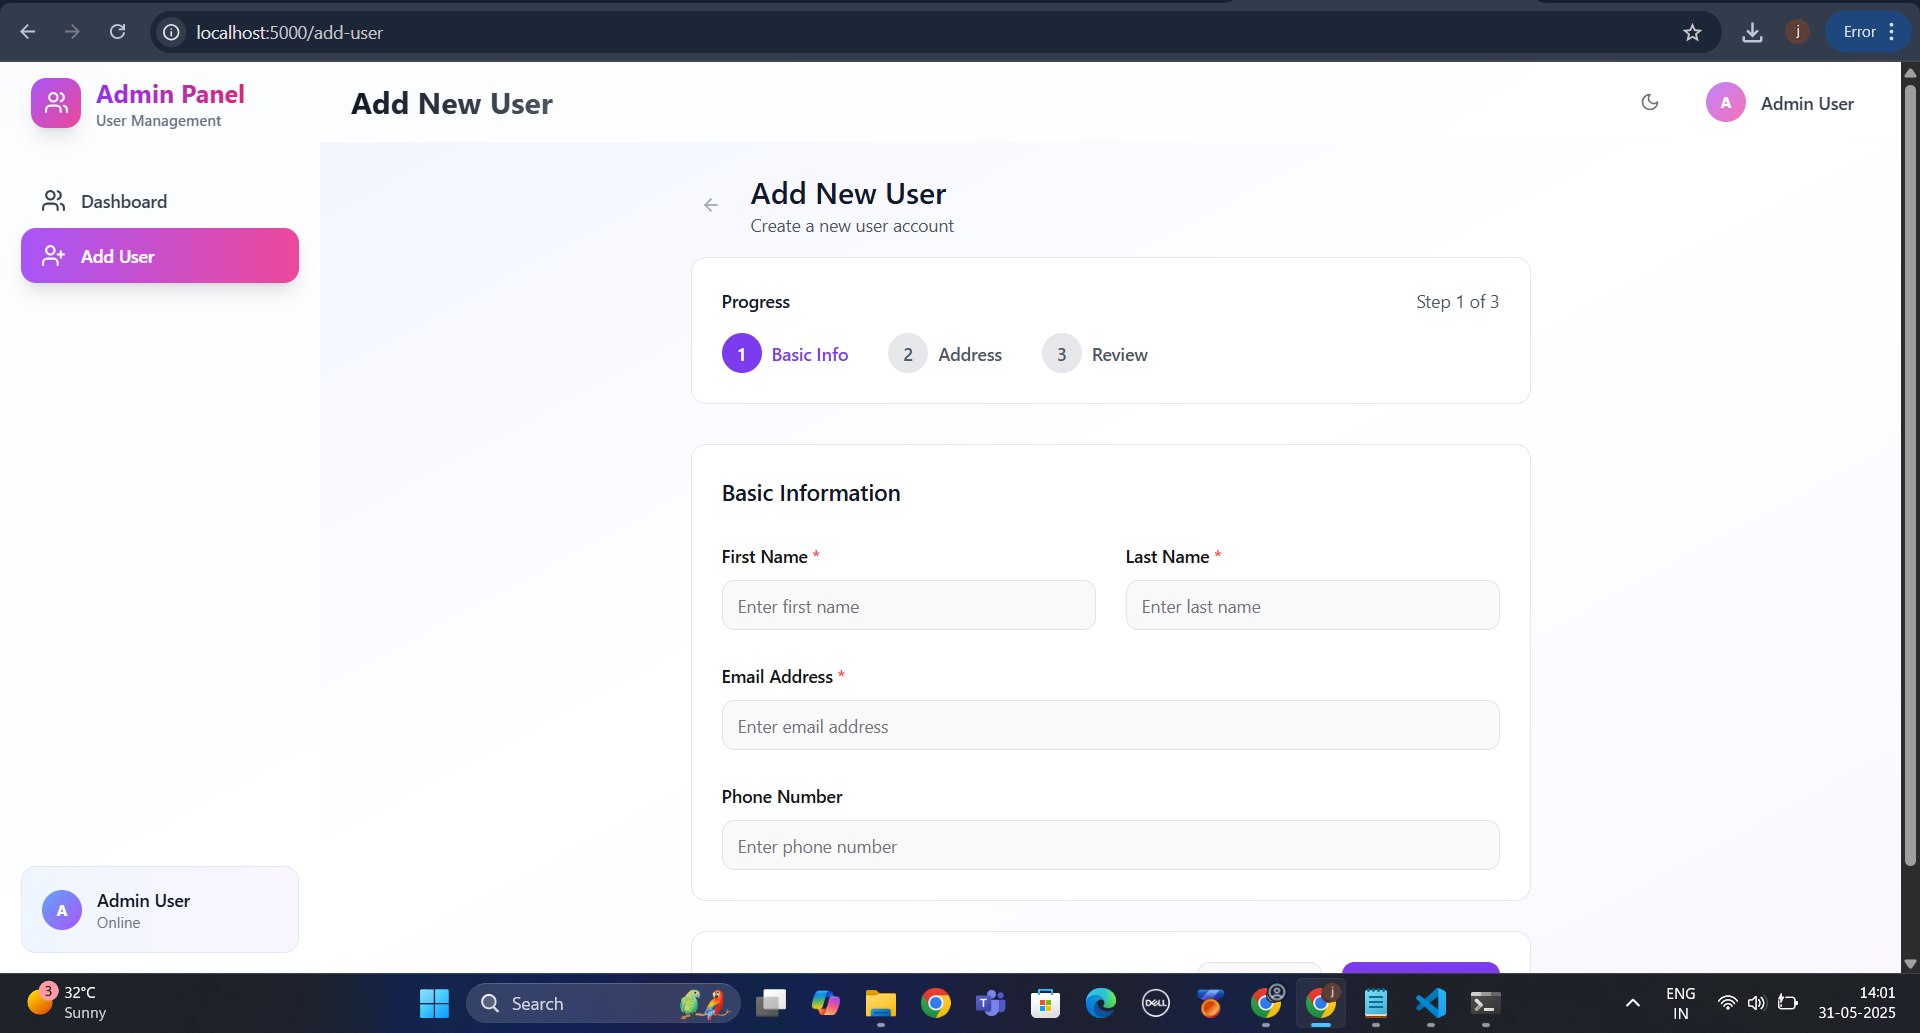 localhost:5000/add-user
j
Error
Admin Panel
User Management
Add New User
A
Admin User
Dashboard
Add User
Add New User
Create a new user account
Progress
Step 1 of 3
1 Basic Info
2 Address
3 Review
Basic Information
First Name *
Last Name *
Enter first name
Enter last name
Email Address *
Enter email address
Phone Number
Enter phone number
A
Admin User
Online
3
32°C
Sunny
Search
T
DELL
j
ENG
IN
14:01
31-05-2025